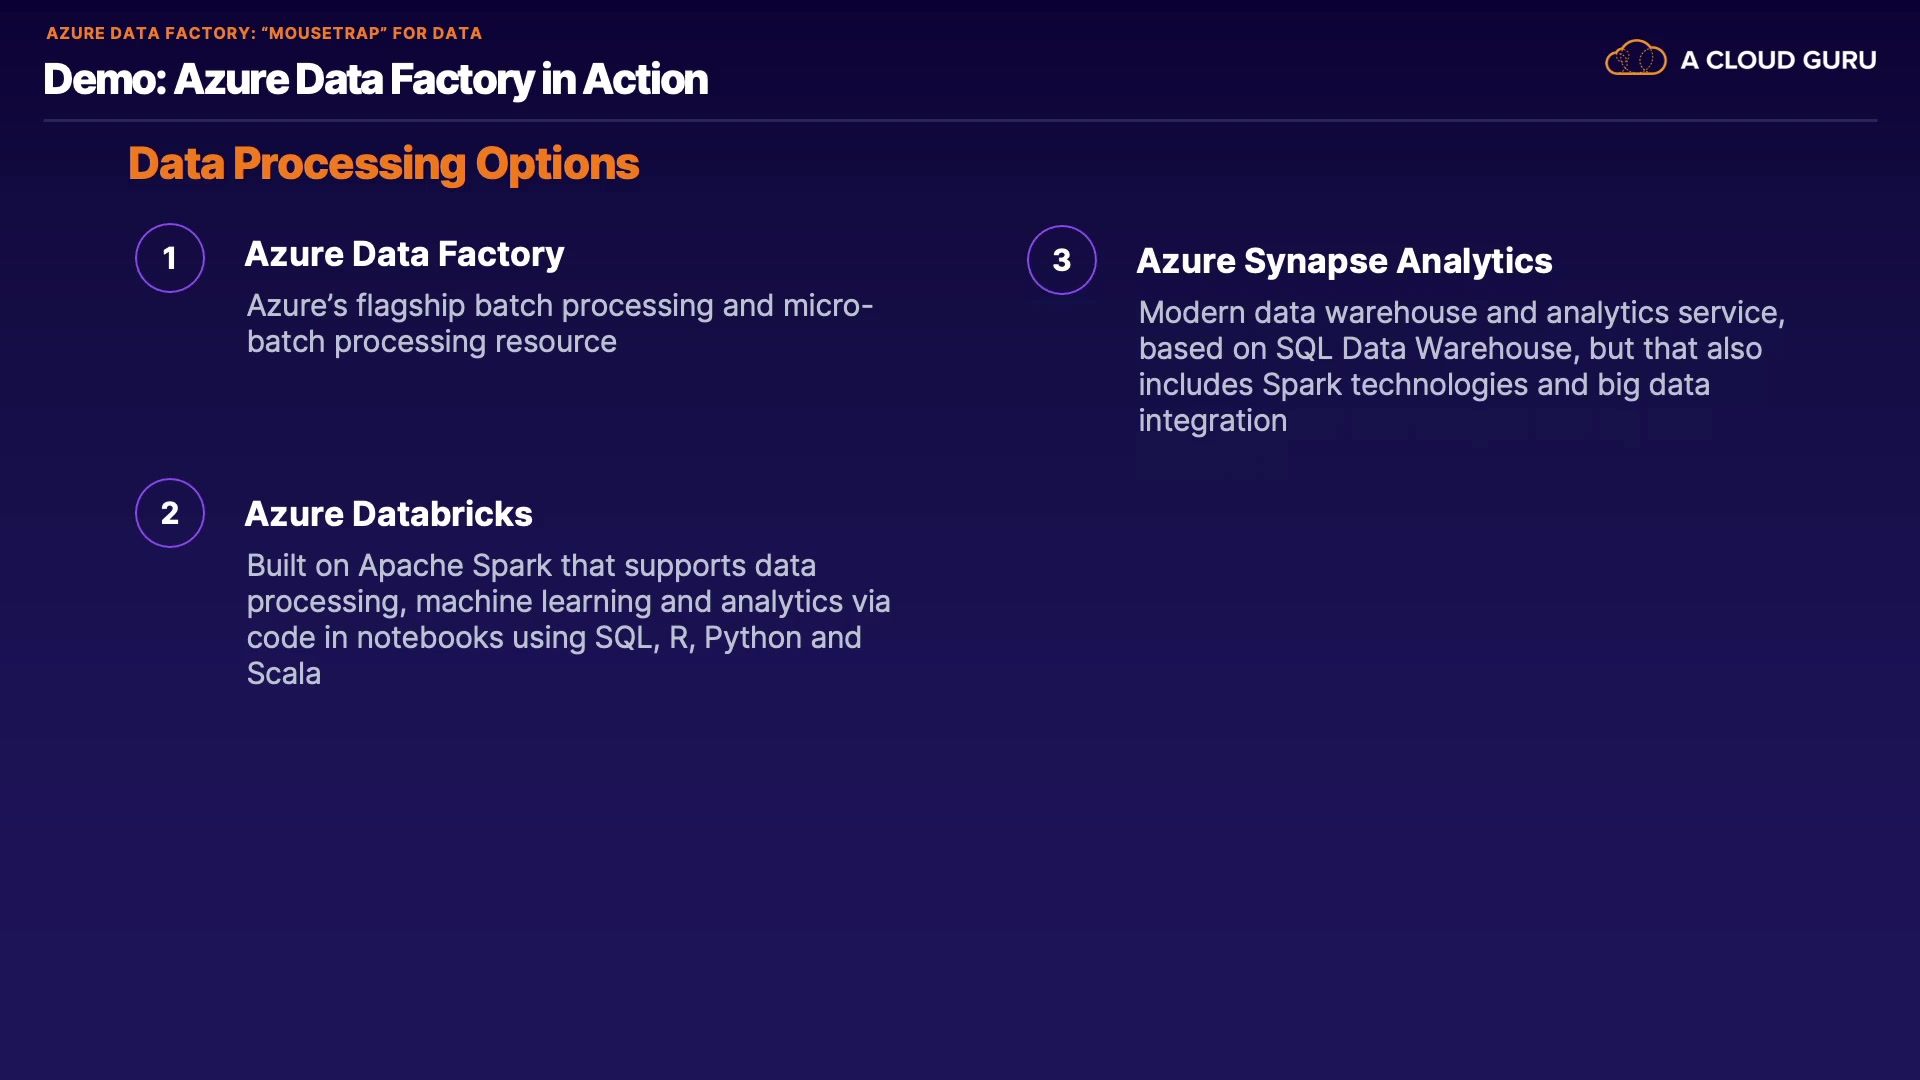 AZURE DATA FACTORY: “MOUSETRAP” FOR DATA
Demo: Azure Data Factory in Action
A CLOUD GURU
Data Processing Options
1
Azure Data Factory
Azure’s flagship batch processing and micro-
batch processing resource
2
Azure Databricks
Built on Apache Spark that supports data
processing, machine learning and analytics via
code in notebooks using SQL, R, Python and
Scala
3
Azure Synapse Analytics
Modern data warehouse and analytics service,
based on SQL Data Warehouse, but that also
includes Spark technologies and big data
integration